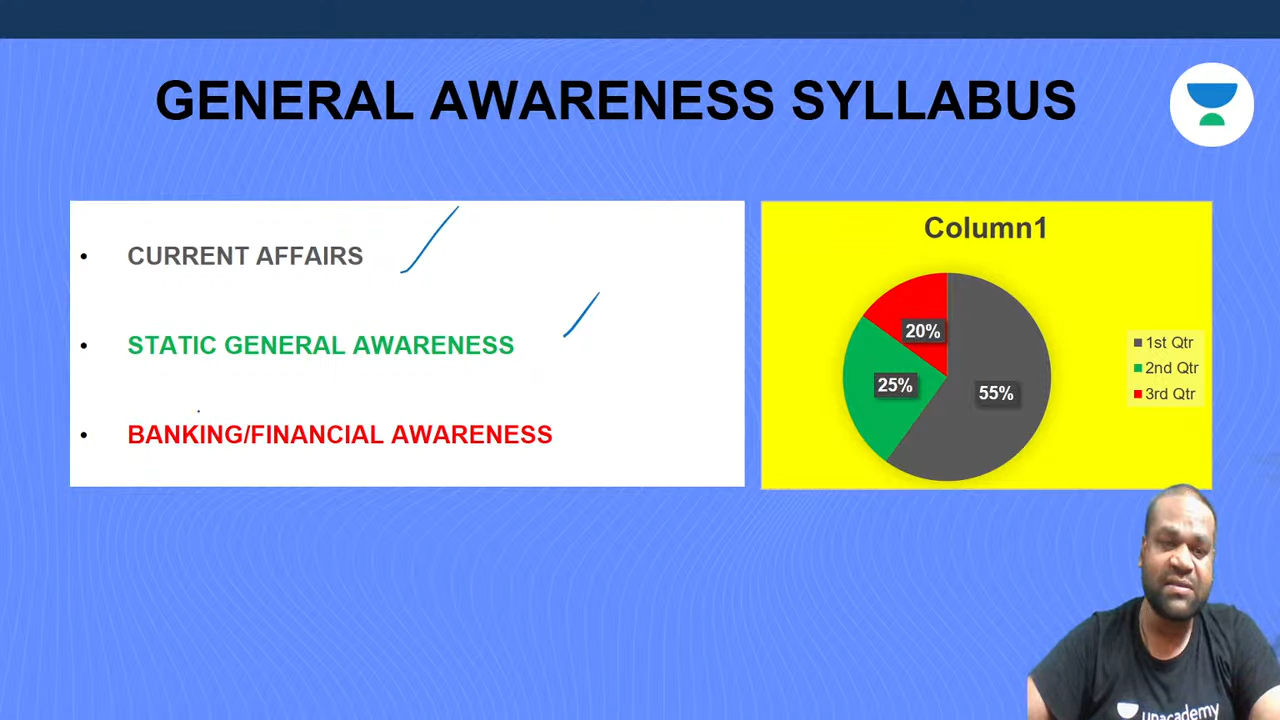 GENERAL AWARENESS SYLLABUS
• CURRENT AFFAIRS
• STATIC GENERAL AWARENESS
• BANKING/FINANCIAL AWARENESS
Column1
20%
25%
55%
1st Qtr
2nd Qtr
3rd Qtr
unacademy